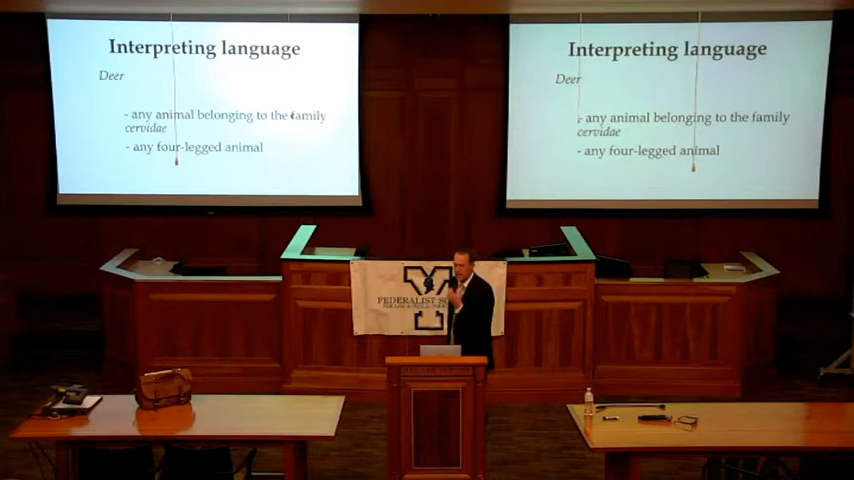 Interpreting language
Deer
- any animal belonging to the family
cervidae
- any four-legged animal
Interpreting language
Deer
- any animal belonging to the family
cervidae
- any four-legged animal
Y
FEDERALIST